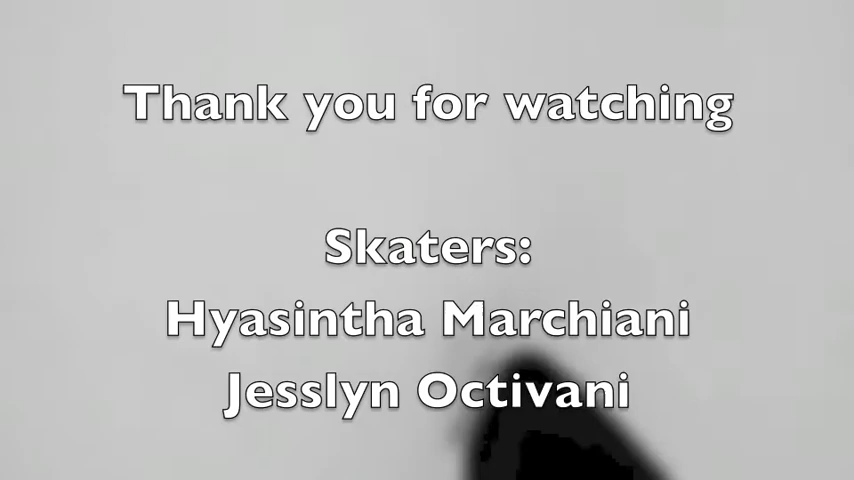 Thank you for watching
Skaters:
Hyasintha Marchiani
Jesslyn Octivani